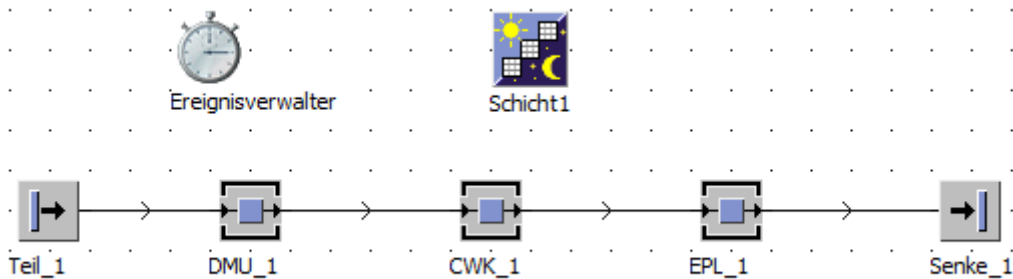 Ereignisverwalter
Schicht1
Teil_1
DMU_1
CWK_1
EPL_1
Senke_1